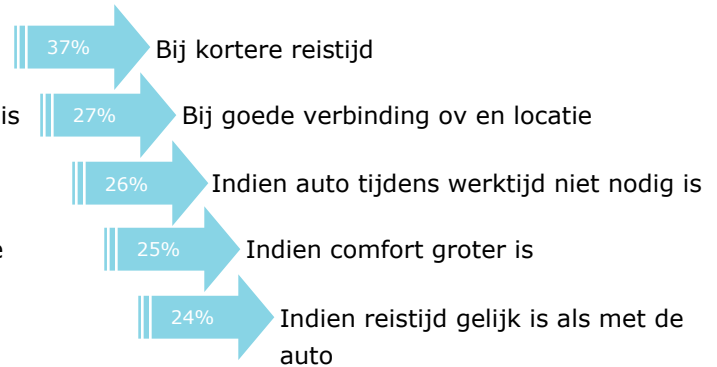 37% Bij kortere reistijd
is 27% Bij goede verbinding ov en locatie
26% Indien auto tijdens werktijd niet nodig is
25% Indien comfort groter is
24% Indien reistijd gelijk is als met de
auto